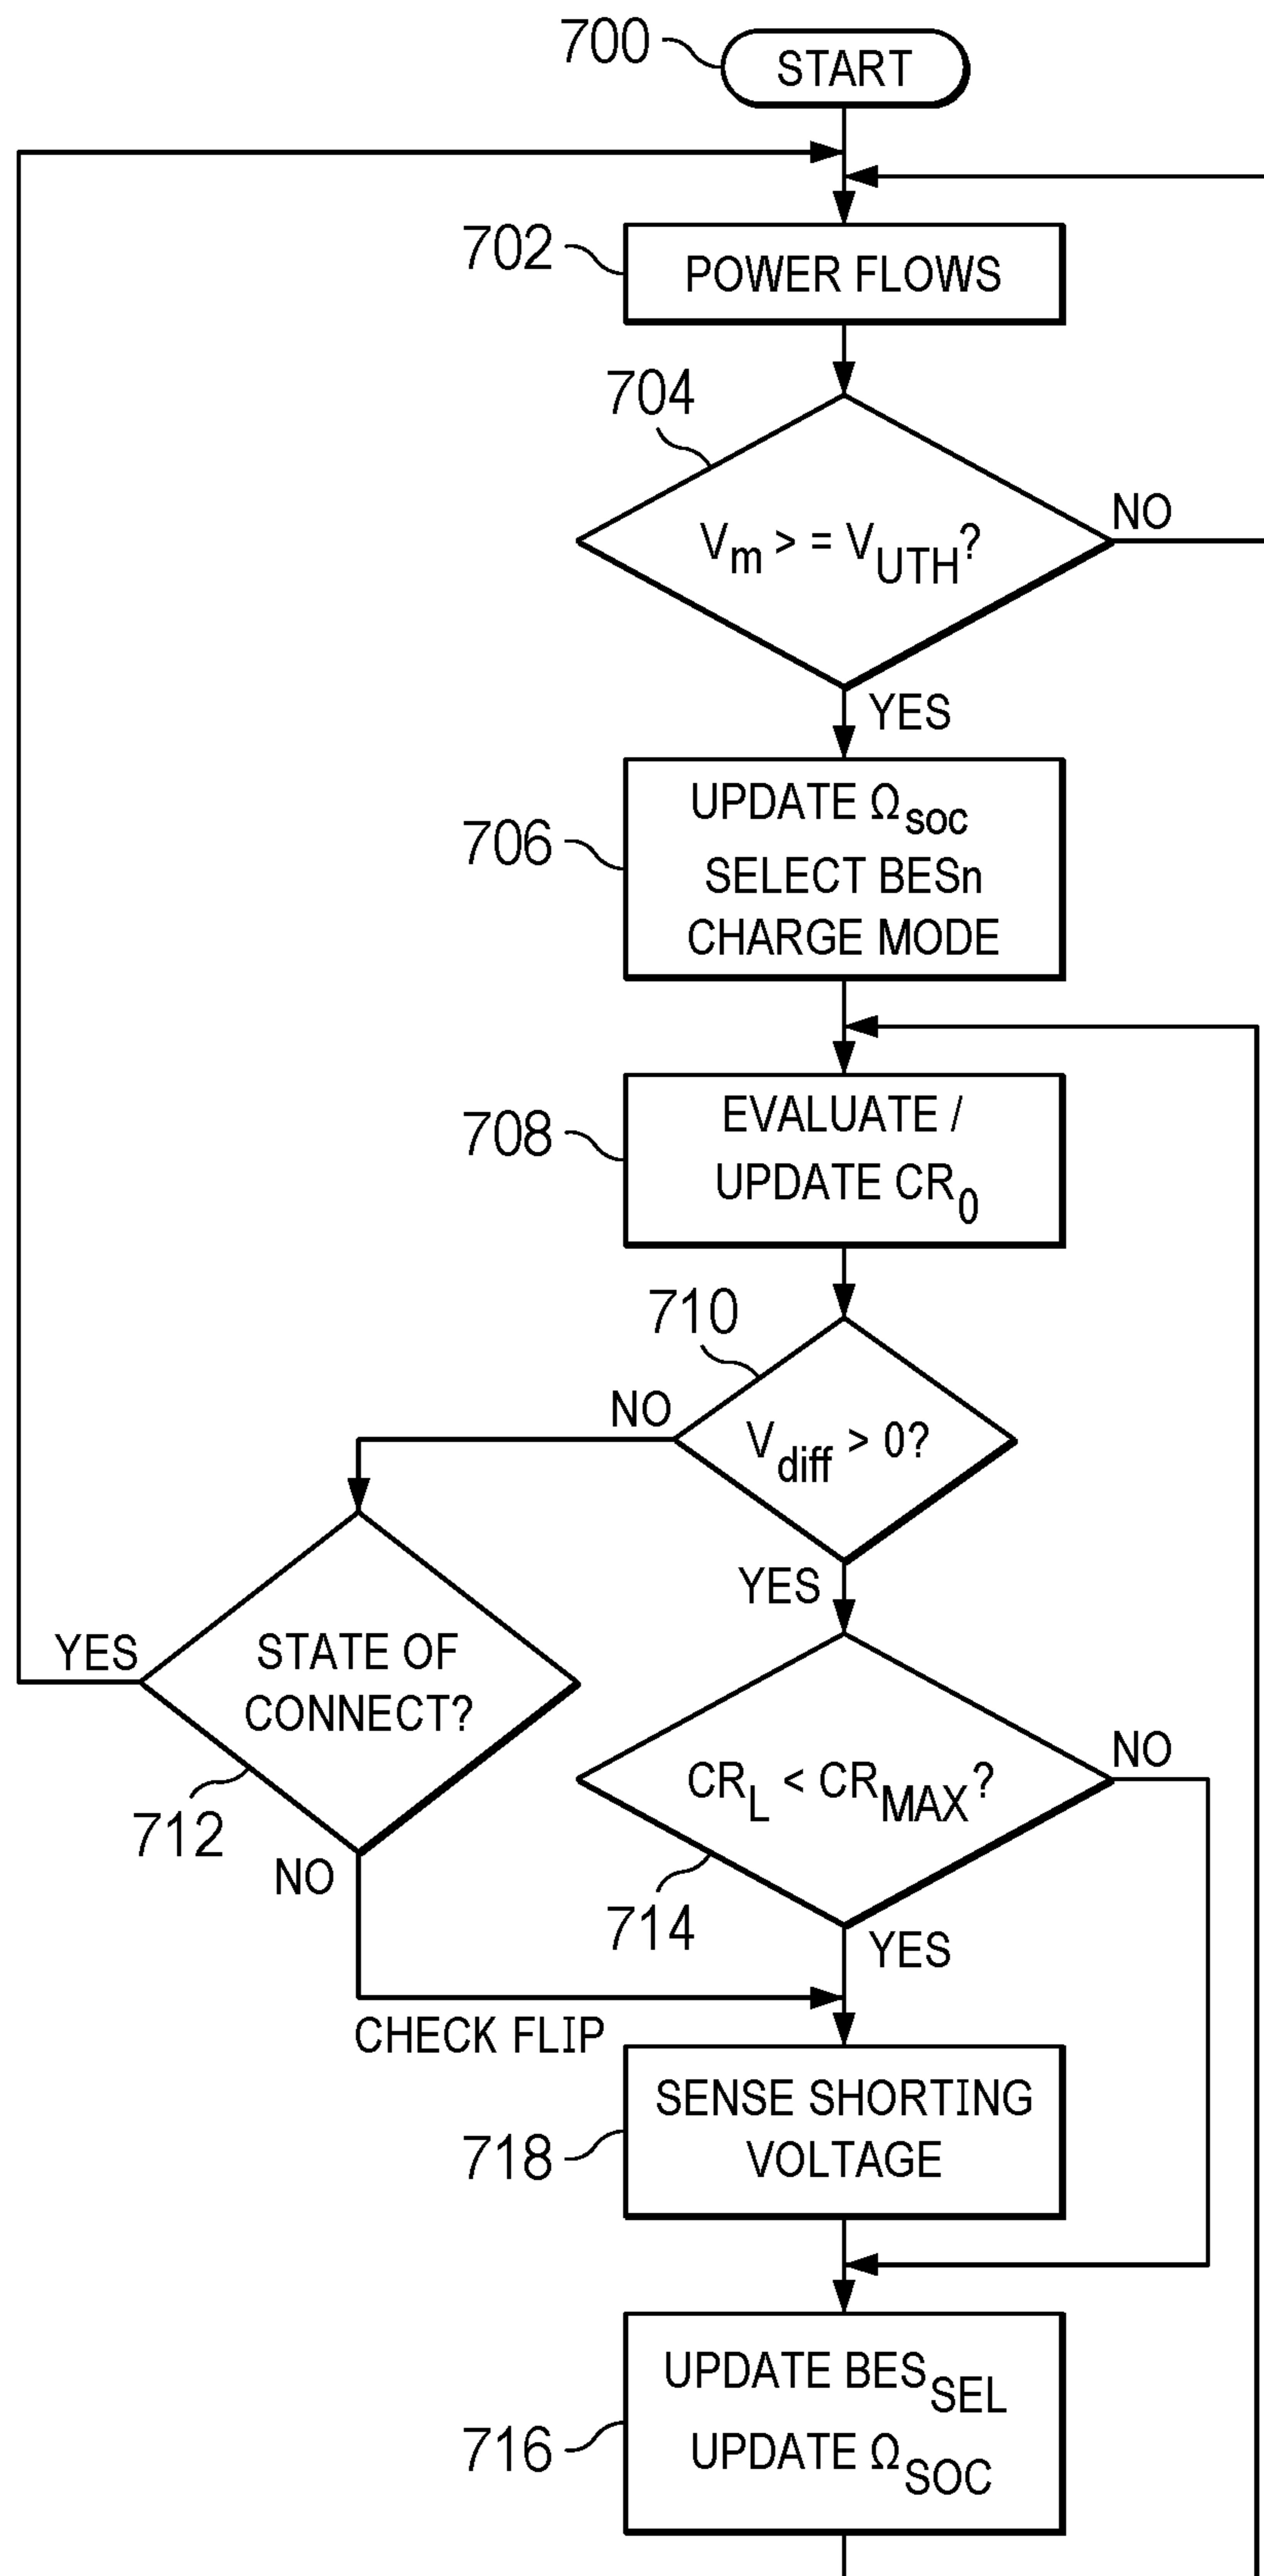 700
START
702
POWER FLOWS
704
Vm > = VUTH?
NO
YES
706
UPDATE Ωsoc
SELECT BESn
CHARGE MODE
708
EVALUATE /
UPDATE CR0
710
NO
Vdiff > 0?
YES
YES
STATE OF
CONNECT?
712
NO
CRL < CRMAX?
NO
714
YES
CHECK FLIP
718
SENSE SHORTING
VOLTAGE
716
UPDATE BESSEL
UPDATE ΩSOC